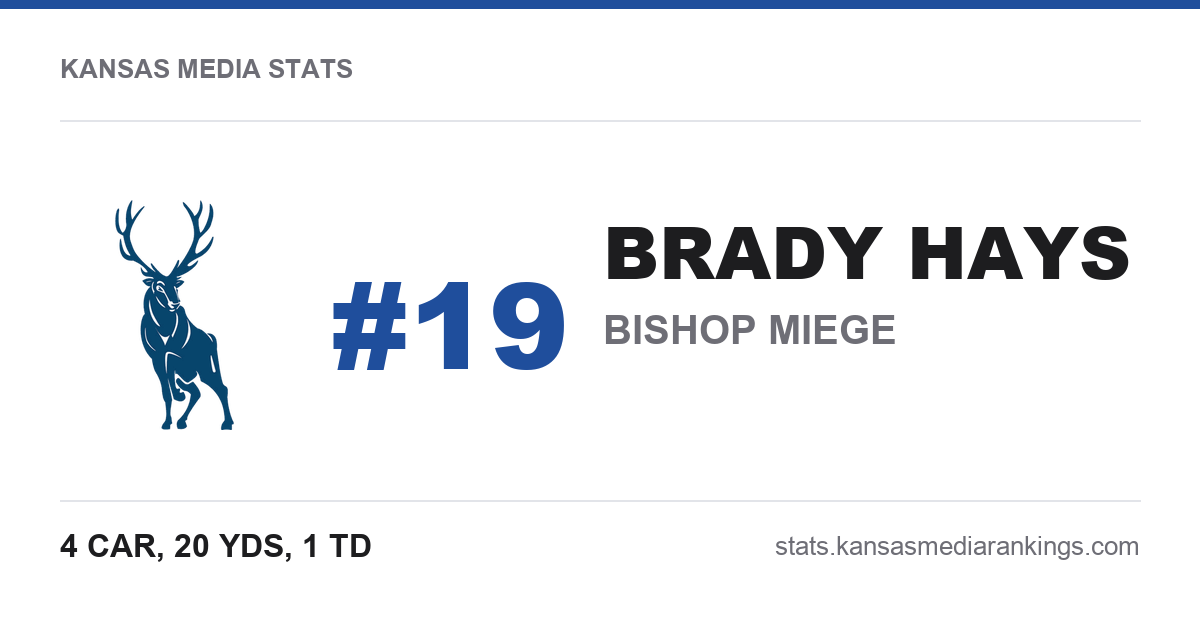 KANSAS MEDIA STATS
#19
BRADY HAYS
BISHOP MIEGE
4 CAR, 20 YDS, 1 TD
stats.kansasmediarankings.com